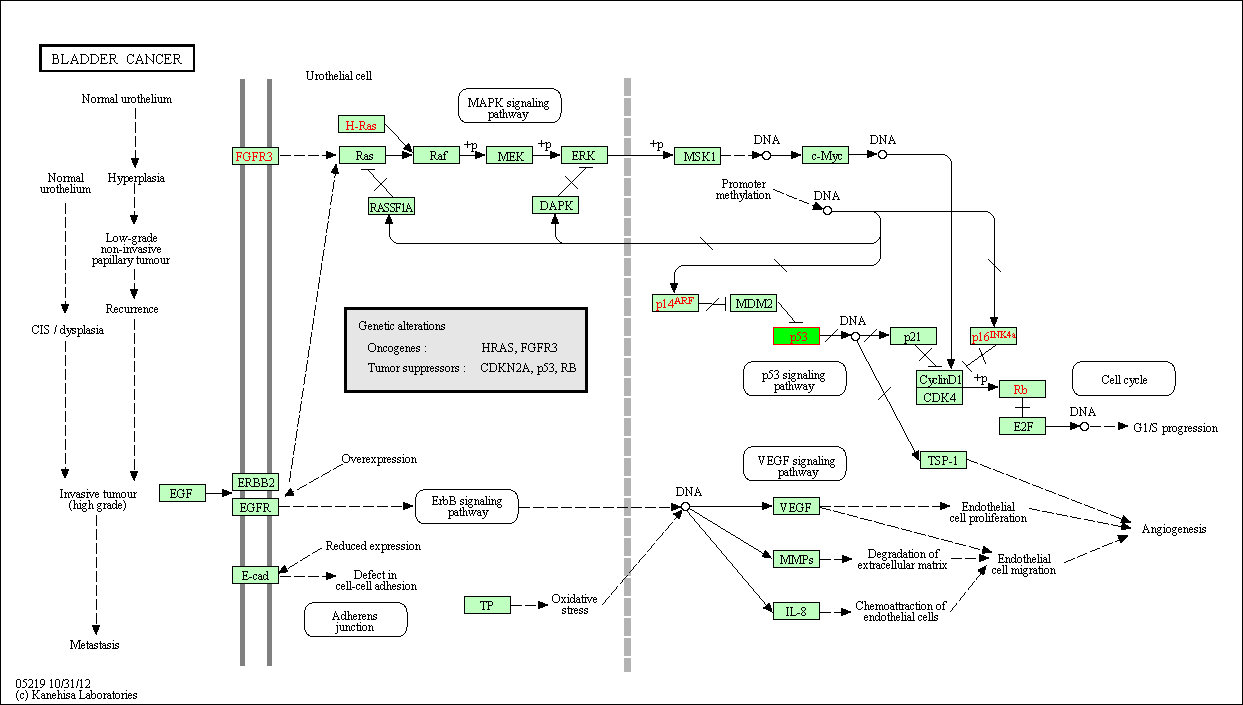 BLADDER CANCER
Urothelial cell
Normal urothelium
MAPK signaling
pathway
H-Ras
FGFR3
Ras
Raf
+p
MEK
+p
ERK
+p
MSK1
DNA
c-Myc
DNA
Normal
urothelium
Hyperplasia
Promoter
methylation
DNA
RASSF1A
DAPK
Low-grade
non-invasive
papillary tumour
Recurrence
CIS / dysplasia
p14ARF
MDM2
p53
DNA
p21
p16INK4a
Genetic alterations
Oncogenes : HRAS, FGFR3
Tumor suppressors : CDKN2A, p53, RB
p53 signaling
pathway
CyclinD1
CDK4
+p
Rb
Cell cycle
E2F
DNA
G1/S progression
Overexpression
VEGF signaling
pathway
TSP-1
EGF
ERBB2
EGFR
Invasive tumour
(high grade)
ErbB signaling
pathway
DNA
VEGF
Endothelial
cell proliferation
Angiogenesis
Reduced expression
E-cad
Defect in
cell-cell adhesion
MMPs
Degradation of
extracellular matrix
Endothelial
cell migration
TP
Oxidative
stress
IL-8
Chemoattraction of
endothelial cells
Adherens
junction
Metastasis
05219 10/31/12
(c) Kanehisa Laboratories